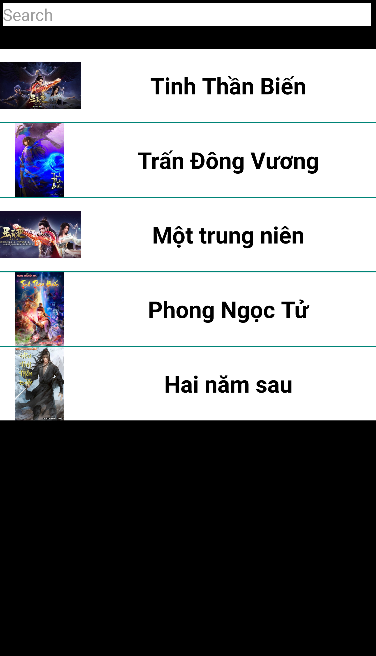 Search
Tinh Thần Biến
Trấn Đông Vương
Một trung niên
Phong Ngọc Tử
Hai năm sau